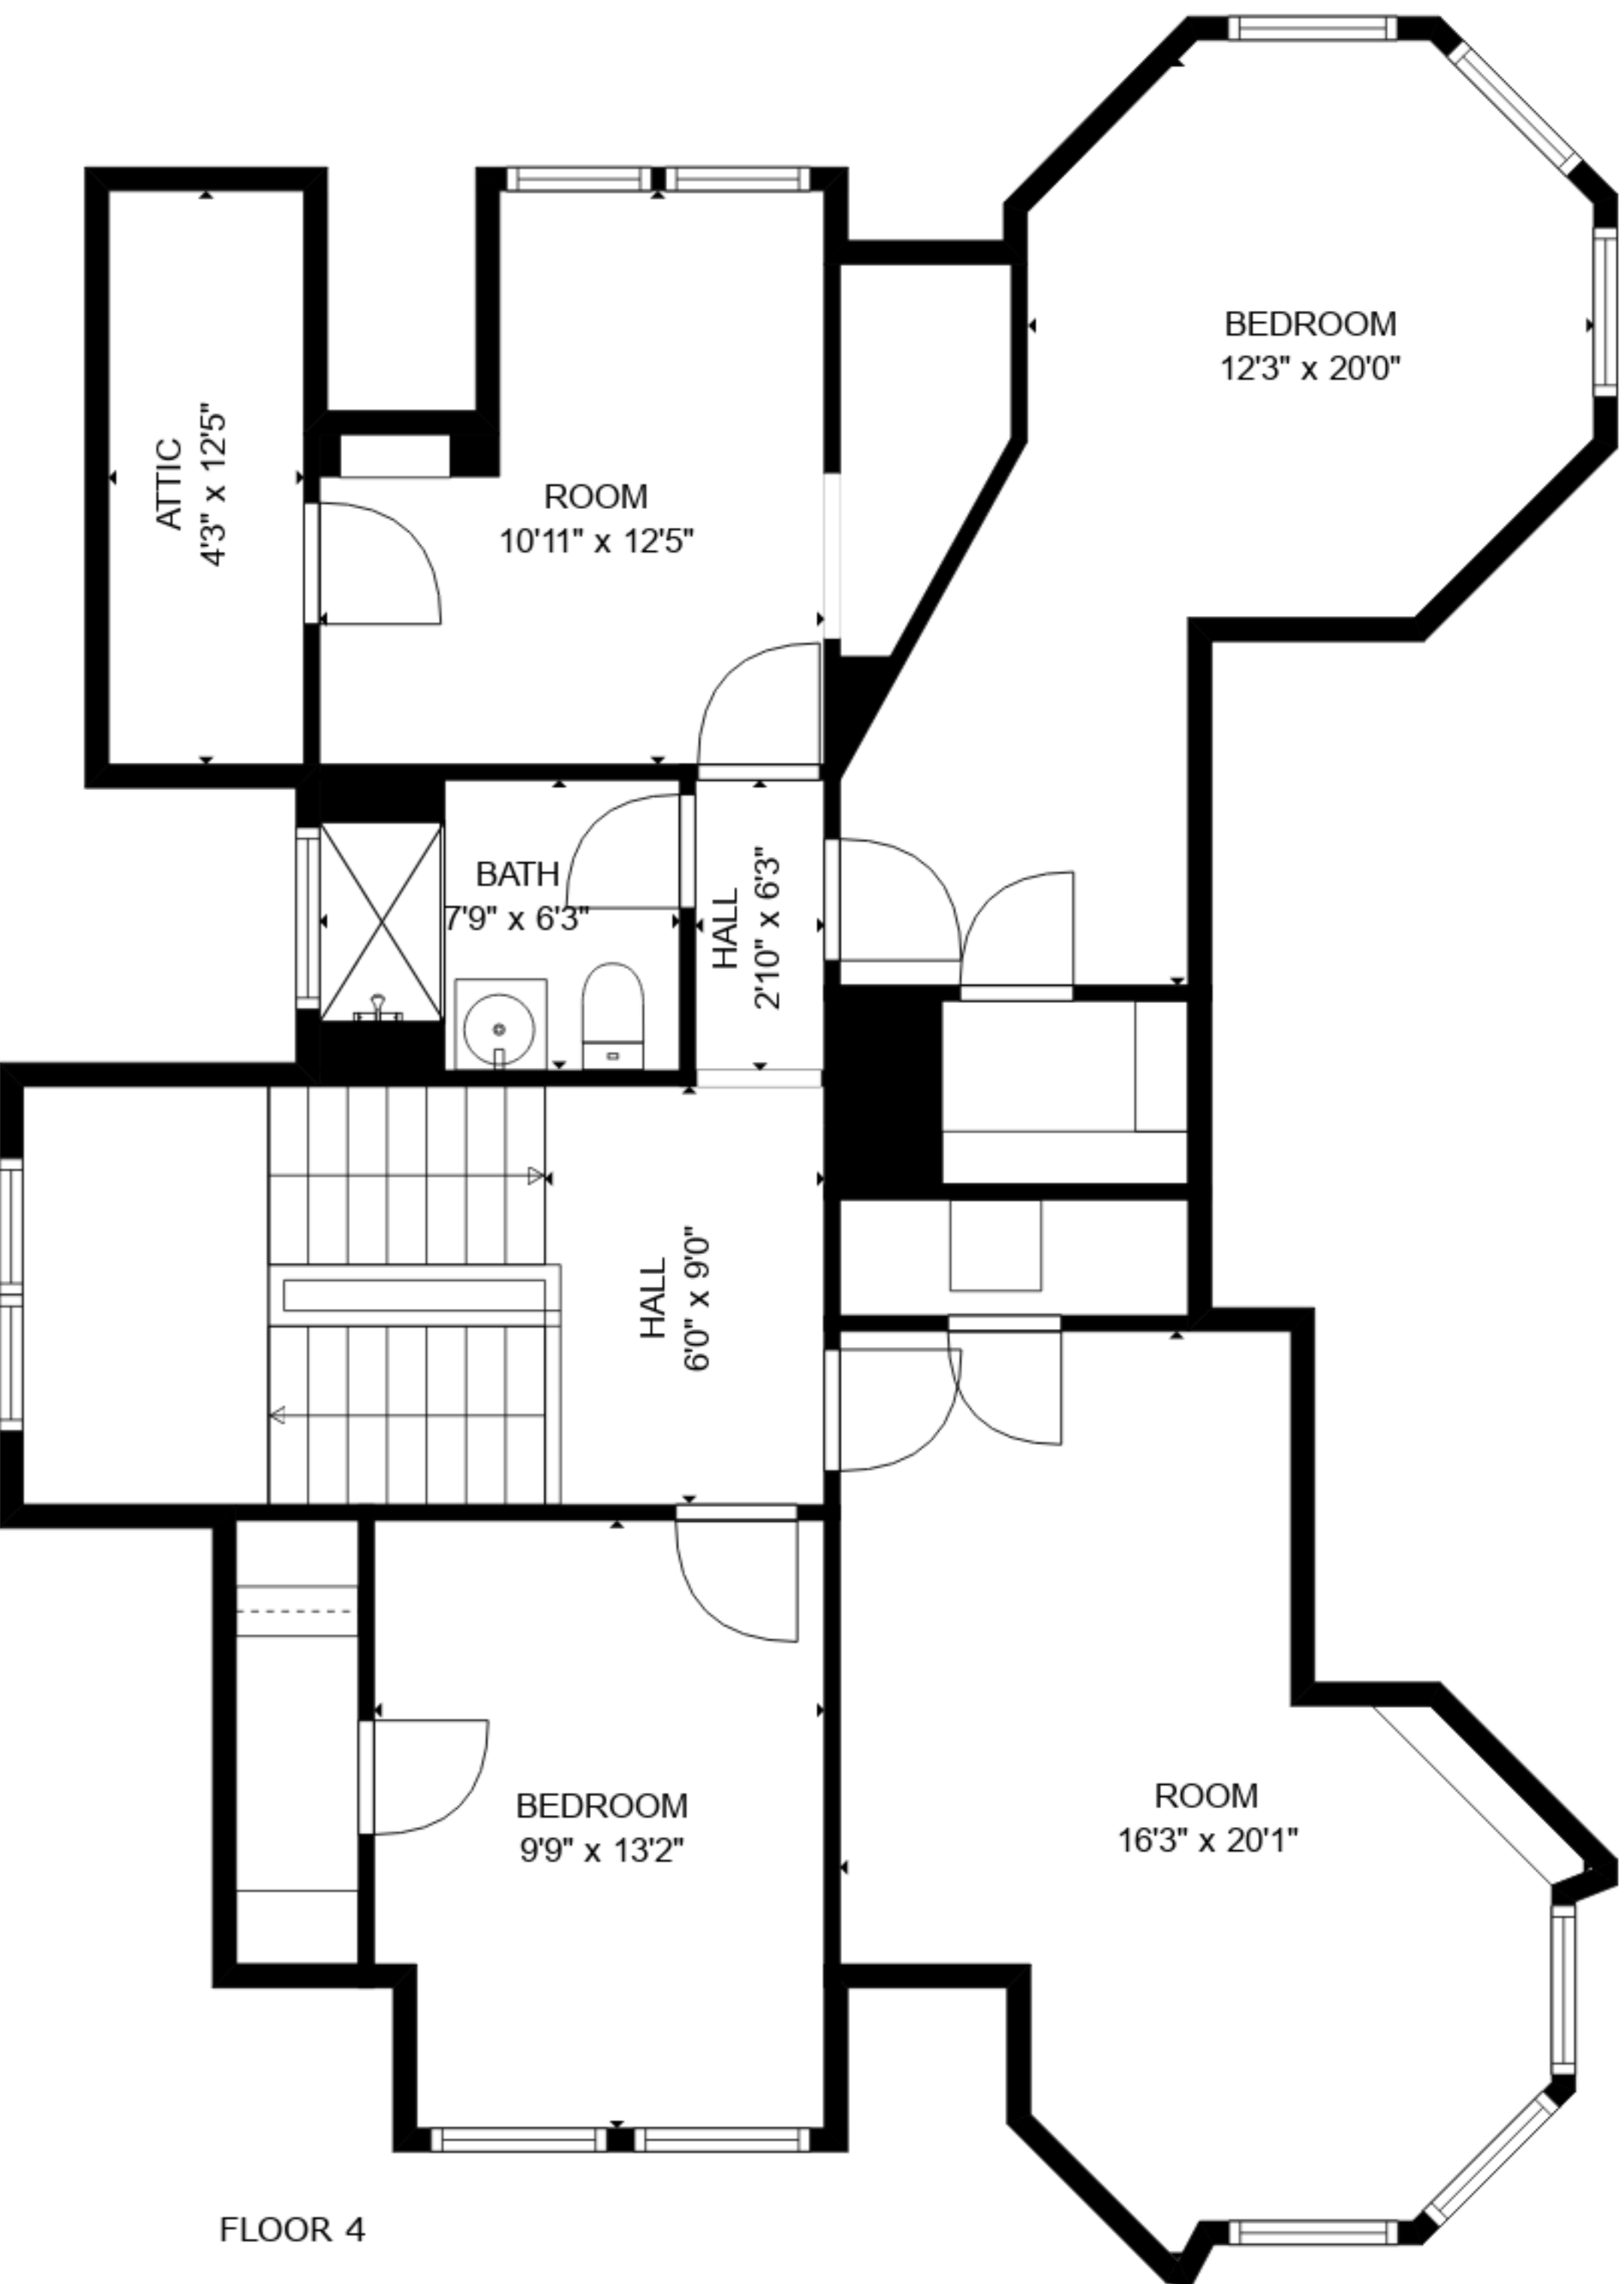 BEDROOM
12'3" x 20'0"
ATTIC
4'3" x 12'5"
ROOM
10'11" x 12'5"
BATH
7'9" x 6'3"
HALL
2'10" x 6'3"
HALL
6'0" x 9'0"
BEDROOM
9'9" x 13'2"
ROOM
16'3" x 20'1"
FLOOR 4